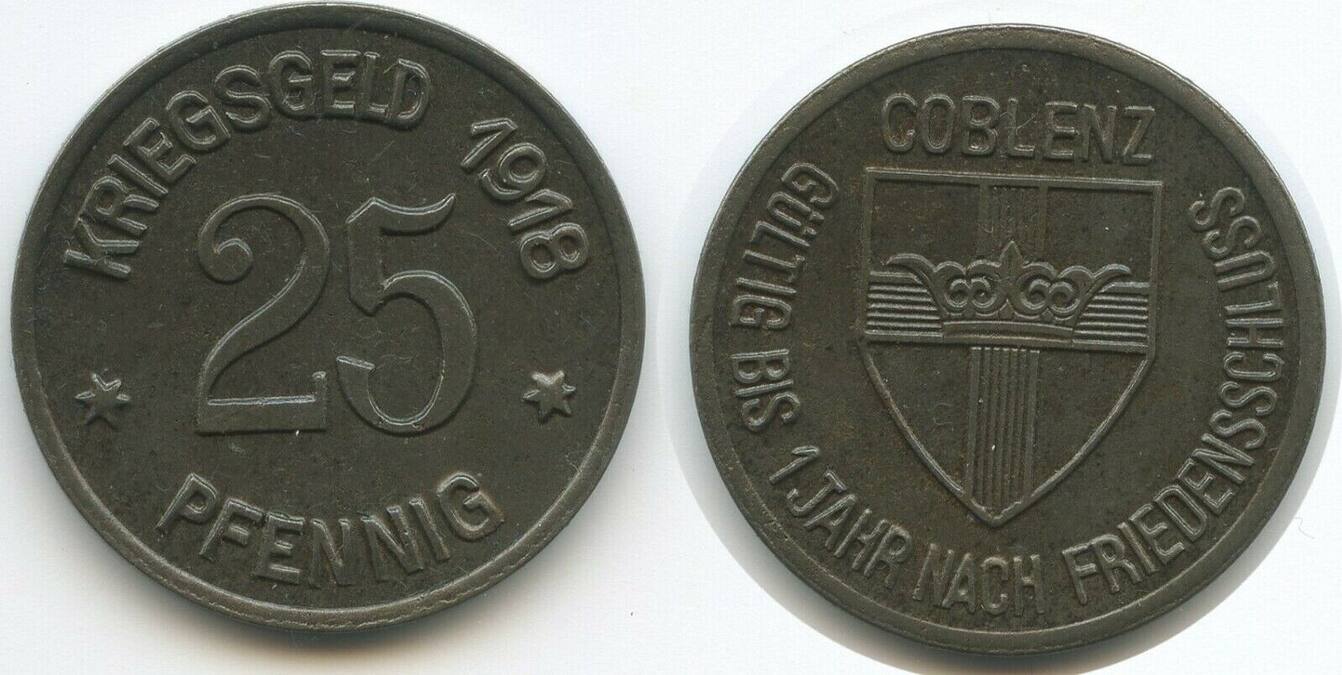 KRIEGSGELD 1918
25
PFENNIG
COBLENZ
GÜLTIG BIS 1 JAHR NACH FRIEDENSSCHLUSS